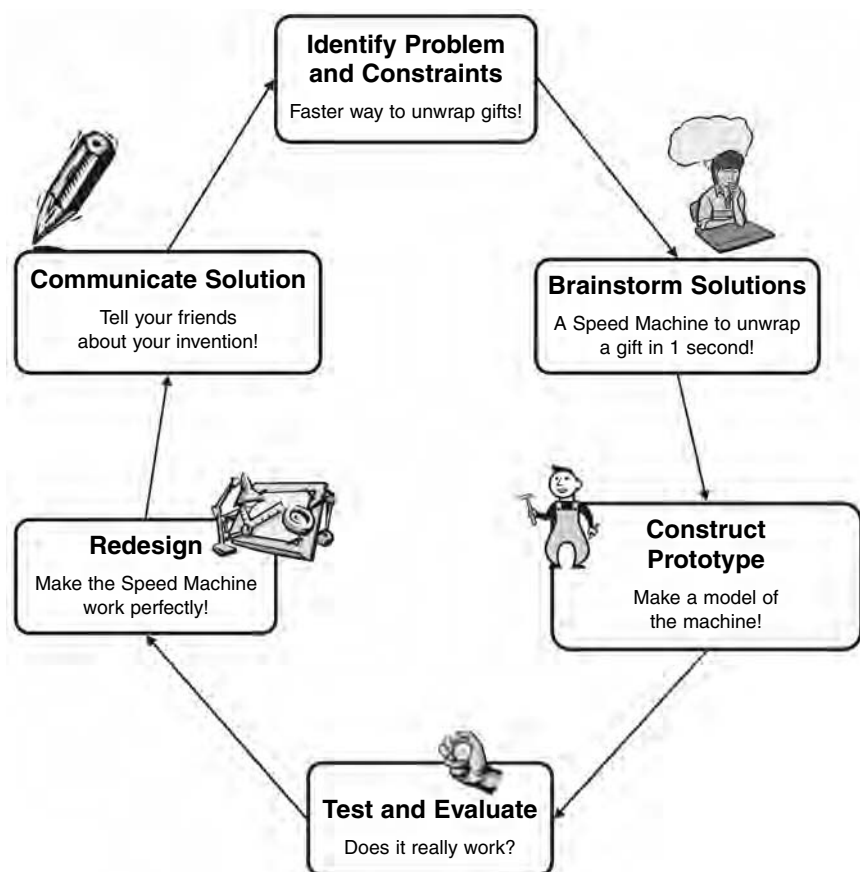 Identify Problem
and Constraints
Faster way to unwrap gifts!
Brainstorm Solutions
A Speed Machine to unwrap
a gift in 1 second!
Construct
Prototype
Make a model of
the machine!
Test and Evaluate
Does it really work?
Redesign
Make the Speed Machine
work perfectly!
Communicate Solution
Tell your friends
about your invention!